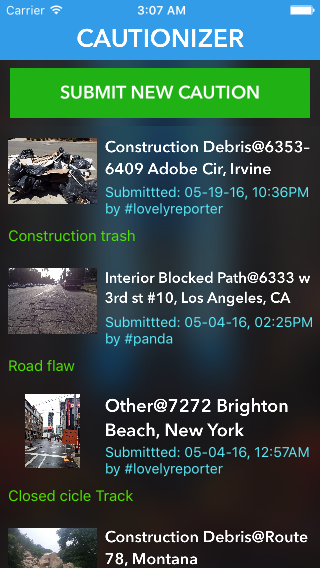 Carrier 3:07 AM
CAUTIONIZER
SUBMIT NEW CAUTION
Construction Debris@6353-
6409 Adobe Cir, Irvine
Submittted: 05-19-16, 10:36PM
by #lovelyreporter
Construction trash
Interior Blocked Path@6333 w
3rd st #10, Los Angeles, CA
Submittted: 05-04-16, 02:25PM
by #panda
Road flaw
Other@7272 Brighton
Beach, New York
Submittted: 05-04-16, 12:57AM
by #lovelyreporter
Closed cicle Track
Construction Debris@Route
78, Montana